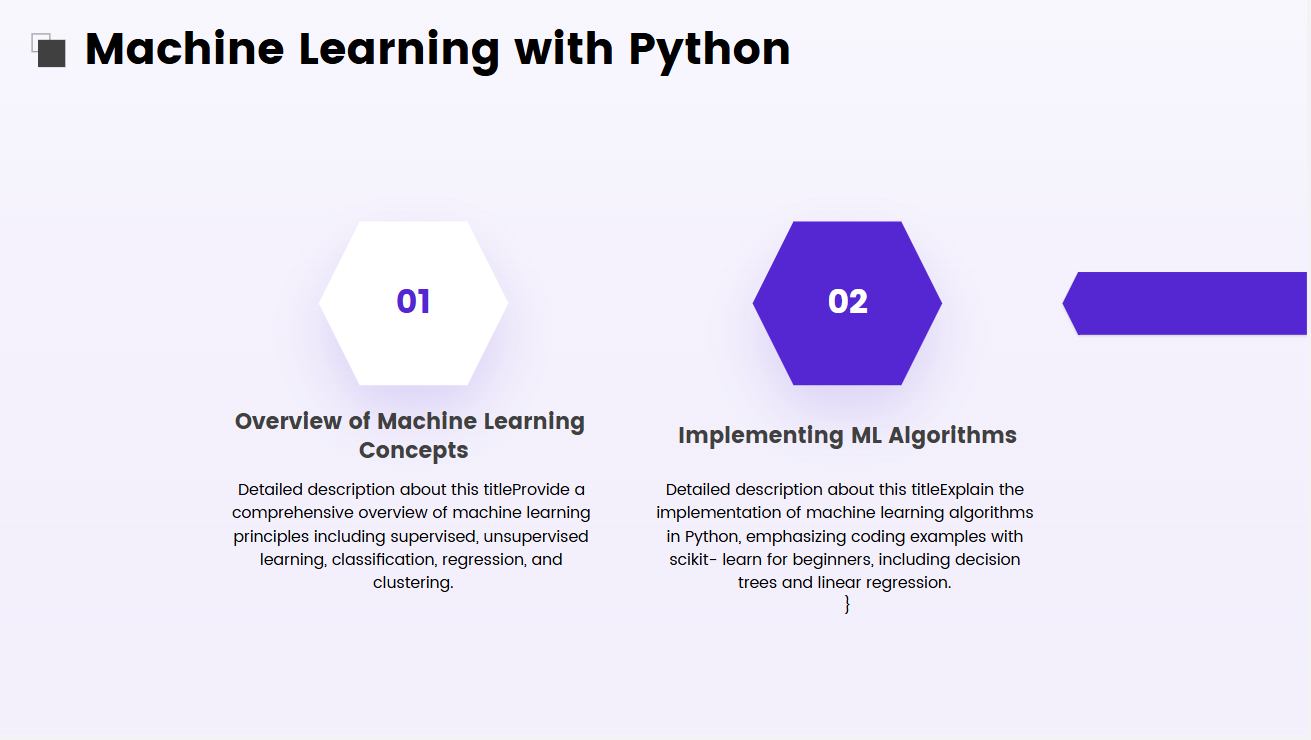 Machine Learning with Python
01
Overview of Machine Learning
Concepts
Detailed description about this titleProvide a
comprehensive overview of machine learning
principles including supervised, unsupervised
learning, classification, regression, and
clustering.
02
Implementing ML Algorithms
Detailed description about this titleExplain the
implementation of machine learning algorithms
in Python, emphasizing coding examples with
scikit- learn for beginners, including decision
trees and linear regression.
}